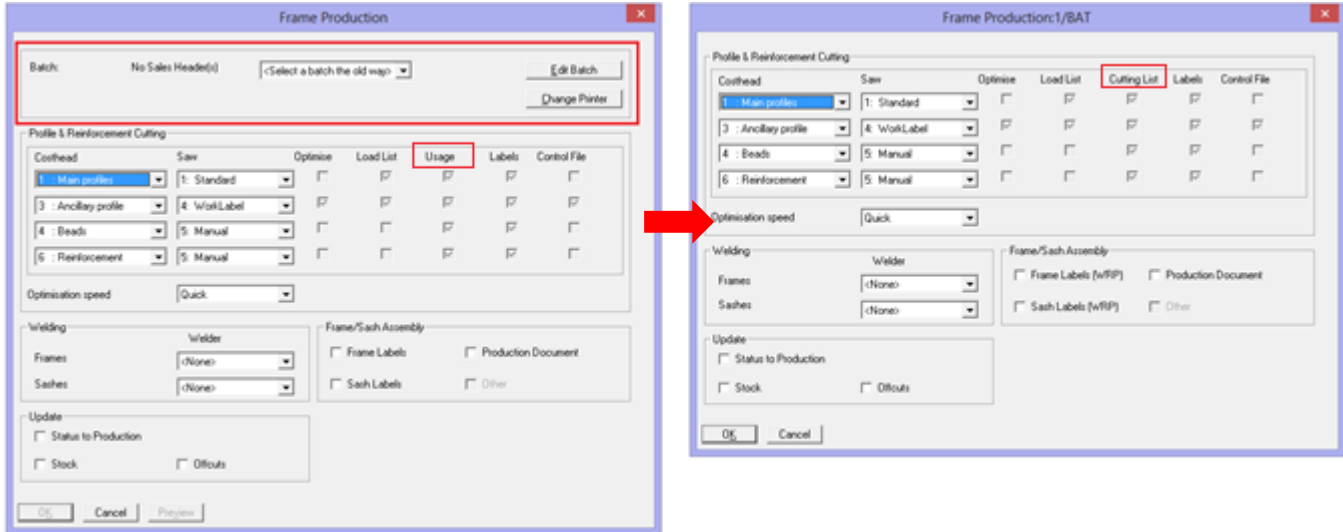 Frame Production
Batch: No Sales Header(s) <Select a batch the old way> Edit Batch
Change Printer
Profile & Reinforcement Cutting
Costhead Saw Optimise Load List Usage Labels Control File
1 : Main profiles 1: Standard
3 : Ancillary profile 4: WorkLabel
4 : Beads 5: Manual
6 : Reinforcement 5: Manual
Optimisation speed Quick
Welding Frame/Sash Assembly
Welder
Frames <None> Frame Labels Production Document
Sashes <None> Sash Labels Other
Update
Status to Production
Stock Offcuts
OK Cancel Preview
Frame Production:1/BAT
Profile & Reinforcement Cutting
Costhead Saw Optimise Load List Cutting List Labels Control File
1 : Main profiles 1: Standard
3 : Ancillary profile 4: WorkLabel
4 : Beads 5: Manual
6 : Reinforcement 5: Manual
Optimisation speed Quick
Welding Frame/Sash Assembly
Welder
Frames <None> Frame Labels (WRP) Production Document
Sashes <None> Sash Labels (WRP) Other
Update
Status to Production
Stock Offcuts
OK Cancel